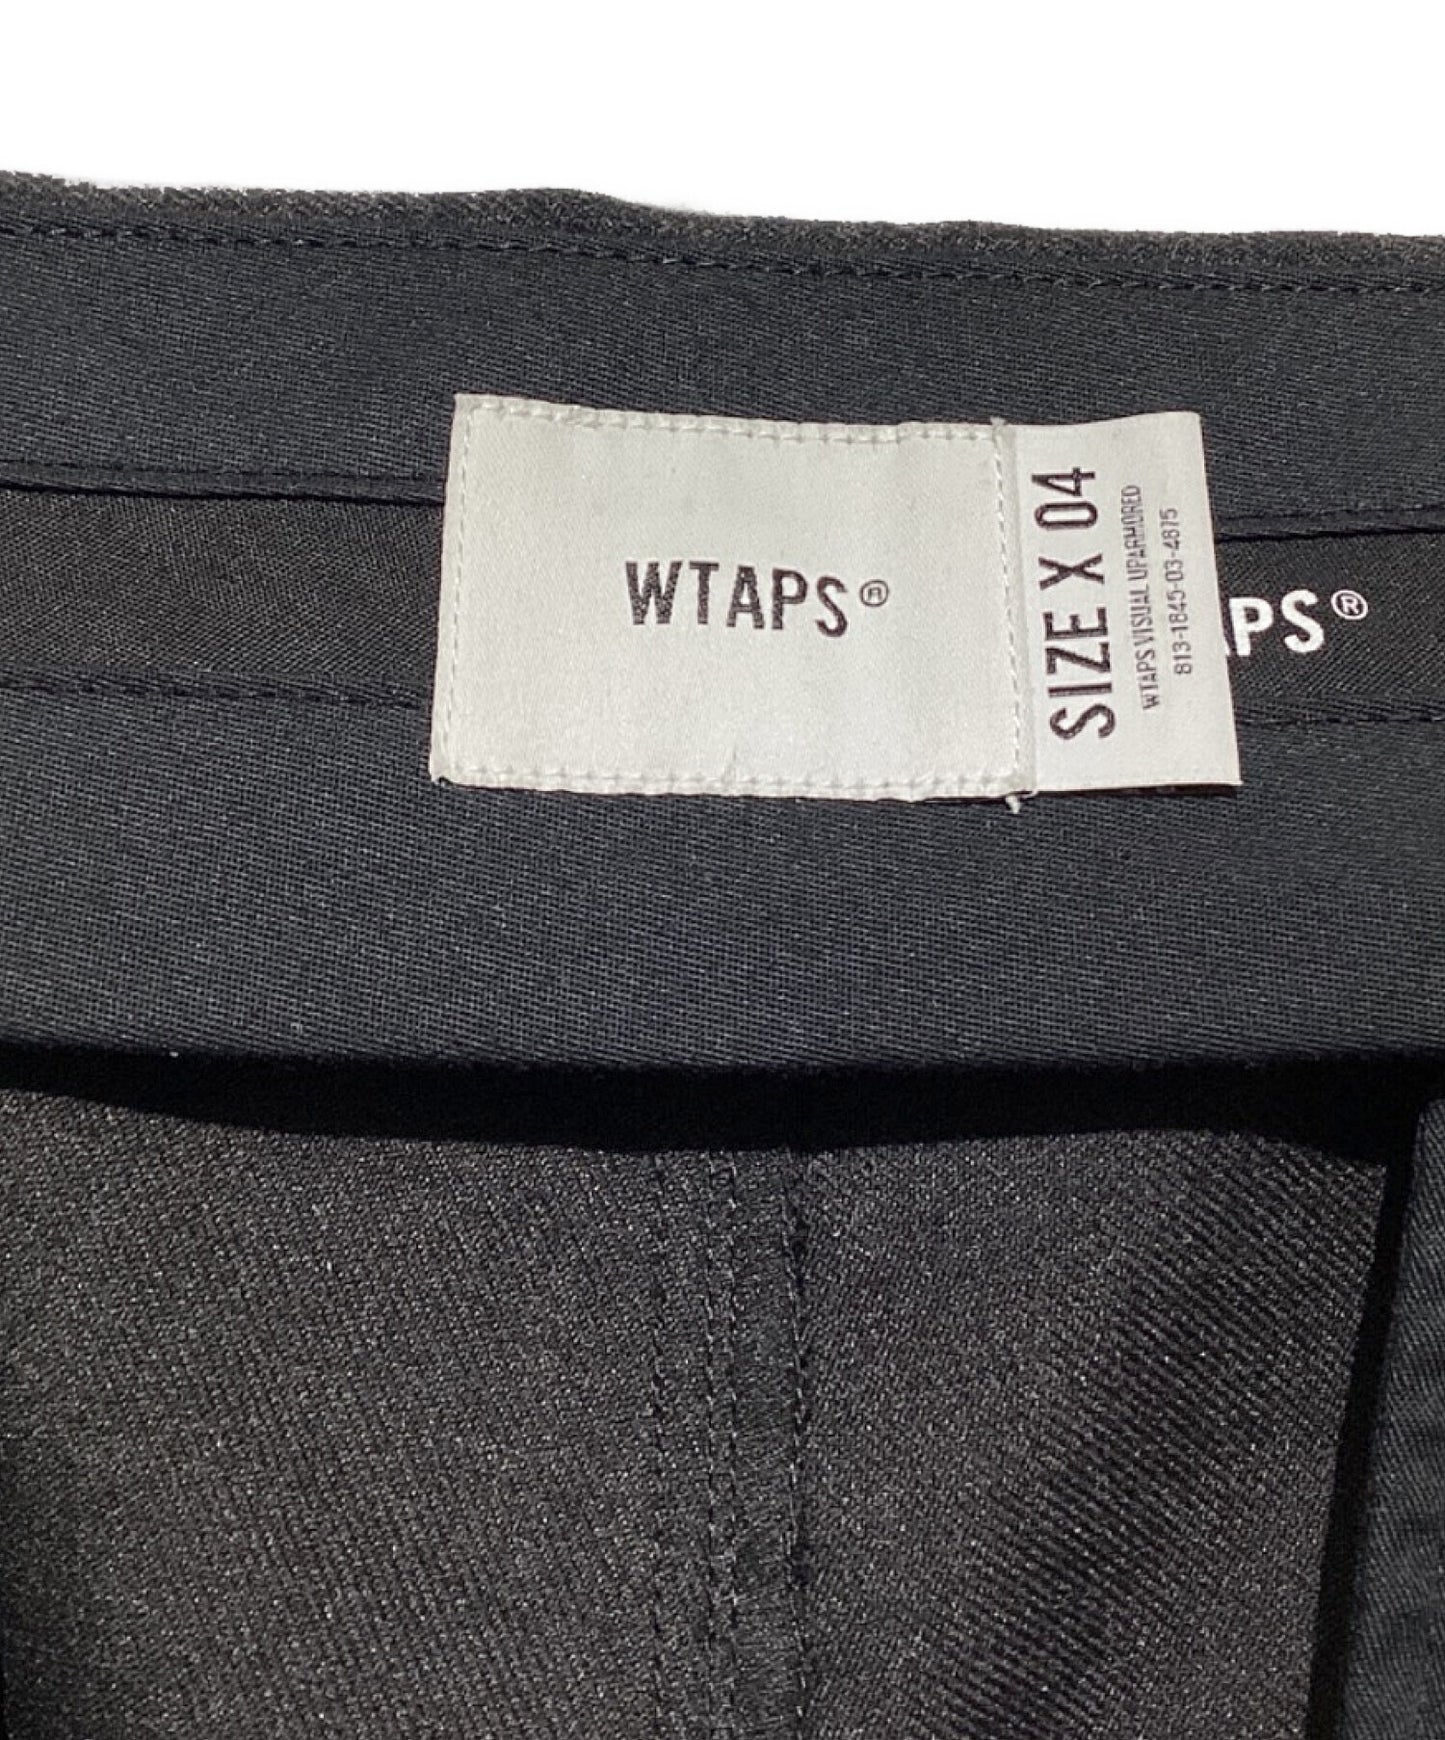 WTAPS®
SIZE X 04
WTAPS VISUAL UPARMORED
813-1845-03-4875
APS®